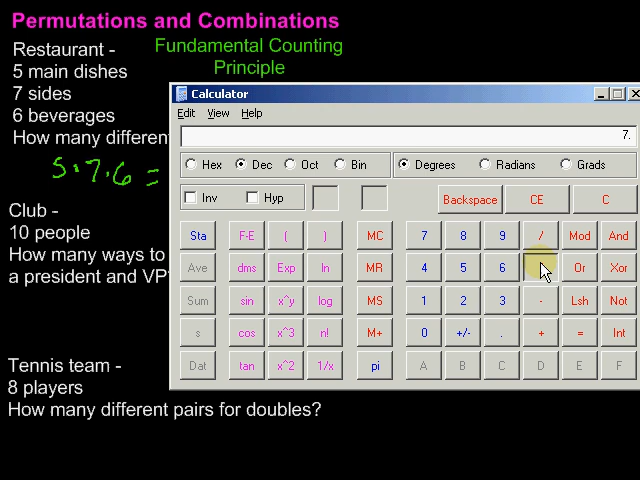 Permutations and Combinations
Restaurant -
Fundamental Counting
Principle
5 main dishes
7 sides
6 beverages
How many different
5·7·6 =
Club -
10 people
How many ways to
a president and VP?
Tennis team -
8 players
How many different pairs for doubles?
Calculator
Edit View Help
7.
Hex Dec Oct Bin Degrees Radians Grads
Inv Hyp Backspace CE C
Sta F-E ( ) MC 7 8 9 / Mod And
Ave dms Exp ln MR 4 5 6 Or Xor
Sum sin x^y log MS 1 2 3 - Lsh Not
s cos x^3 n! M+ 0 +/- . + = Int
Dat tan x^2 1/x pi A B C D E F